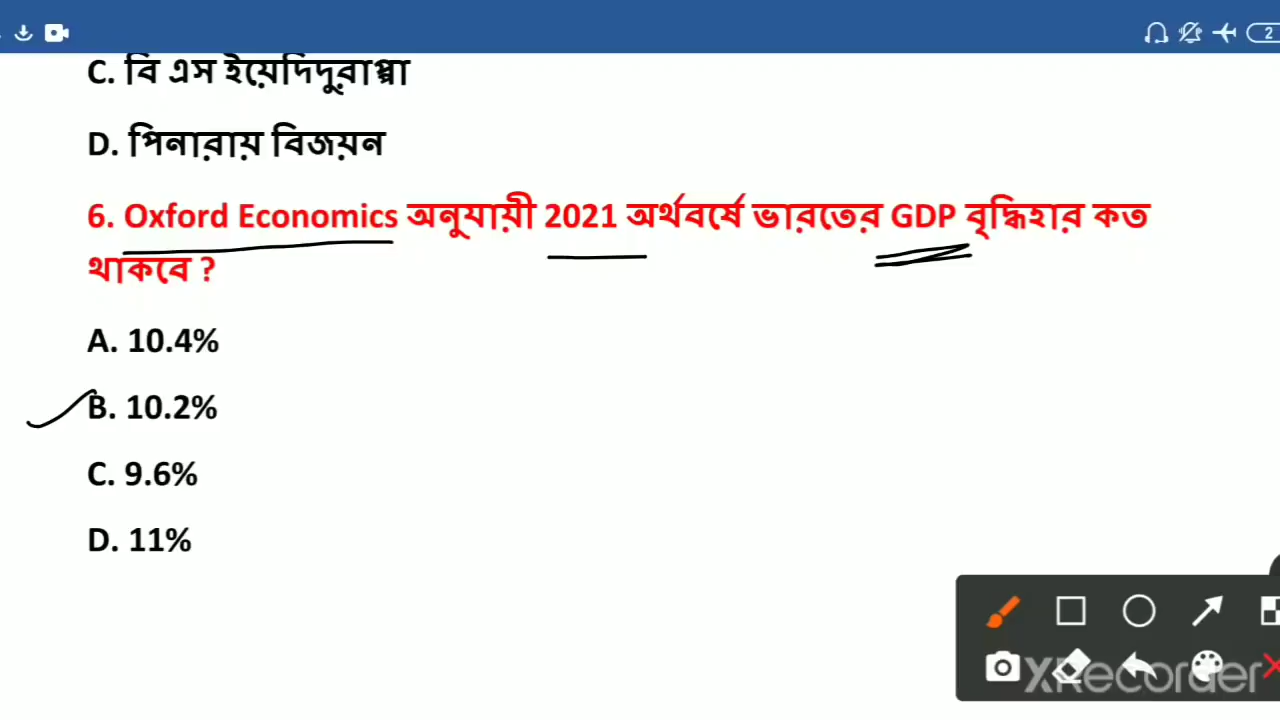 2
C. বি এস ইয়েদিদুরাপ্পা
D. পিনারায় বিজয়ন
6. Oxford Economics অনুযায়ী 2021 অর্থবর্ষে ভারতের GDP বৃদ্ধিহার কত
থাকবে ?
A. 10.4%
B. 10.2%
C. 9.6%
D. 11%
XRecorder